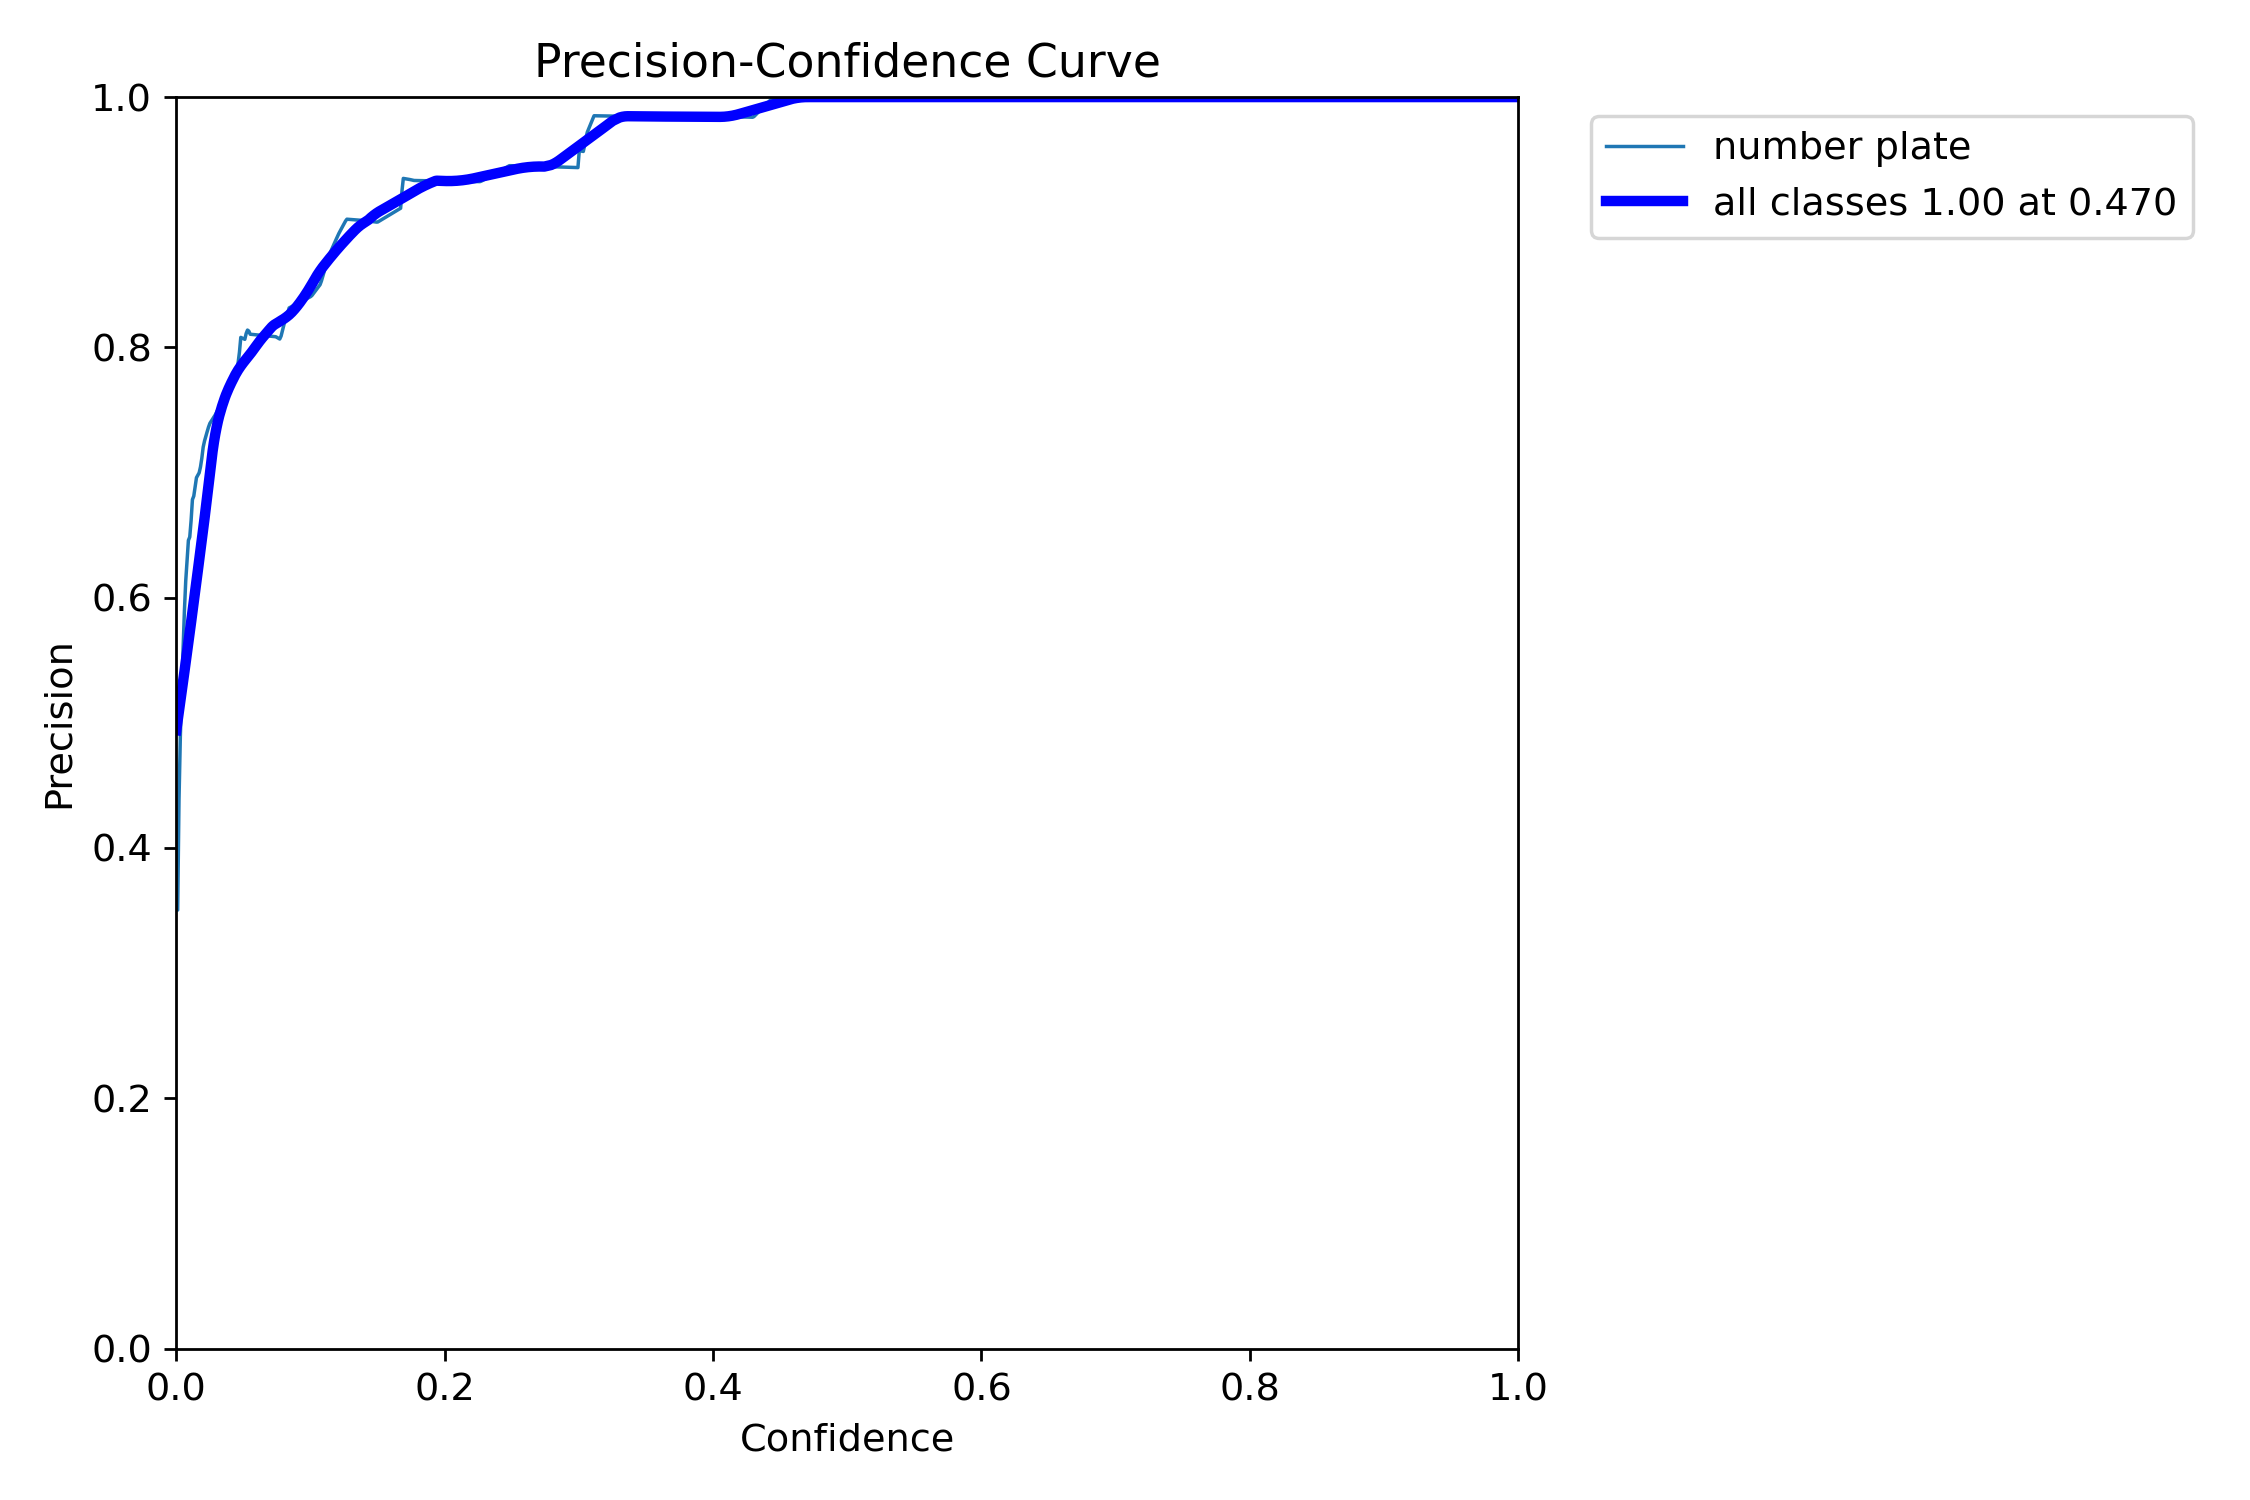 Precision-Confidence Curve
number plate
all classes 1.00 at 0.470
Precision
1.0
0.8
0.6
0.4
0.2
0.0
0.0 0.2 0.4 0.6 0.8 1.0
Confidence